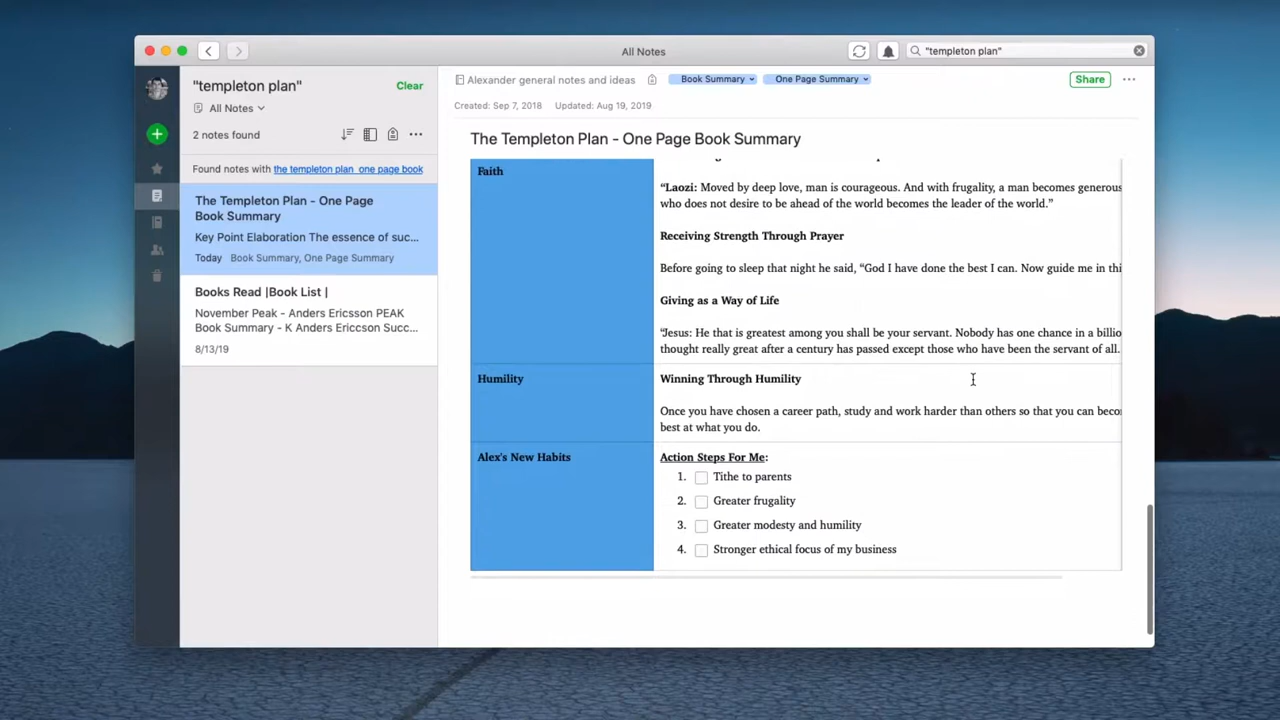 All Notes
"templeton plan"
"templeton plan"
Clear
All Notes
2 notes found
Found notes with the templeton plan one page book
The Templeton Plan - One Page
Book Summary
Key Point Elaboration The essence of suc...
Today Book Summary, One Page Summary
Books Read |Book List |
November Peak - Anders Ericsson PEAK
Book Summary - K Anders Ericcson Succ...
8/13/19
Alexander general notes and ideas
Book Summary
One Page Summary
Share
Created: Sep 7, 2018 Updated: Aug 19, 2019
The Templeton Plan - One Page Book Summary
Faith
“Laozi: Moved by deep love, man is courageous. And with frugality, a man becomes generous
who does not desire to be ahead of the world becomes the leader of the world.”
Receiving Strength Through Prayer
Before going to sleep that night he said, “God I have done the best I can. Now guide me in thi
Giving as a Way of Life
“Jesus: He that is greatest among you shall be your servant. Nobody has one chance in a billio
thought really great after a century has passed except those who have been the servant of all.
Humility
Winning Through Humility
Once you have chosen a career path, study and work harder than others so that you can beco
best at what you do.
Alex's New Habits
Action Steps For Me:
1. Tithe to parents
2. Greater frugality
3. Greater modesty and humility
4. Stronger ethical focus of my business